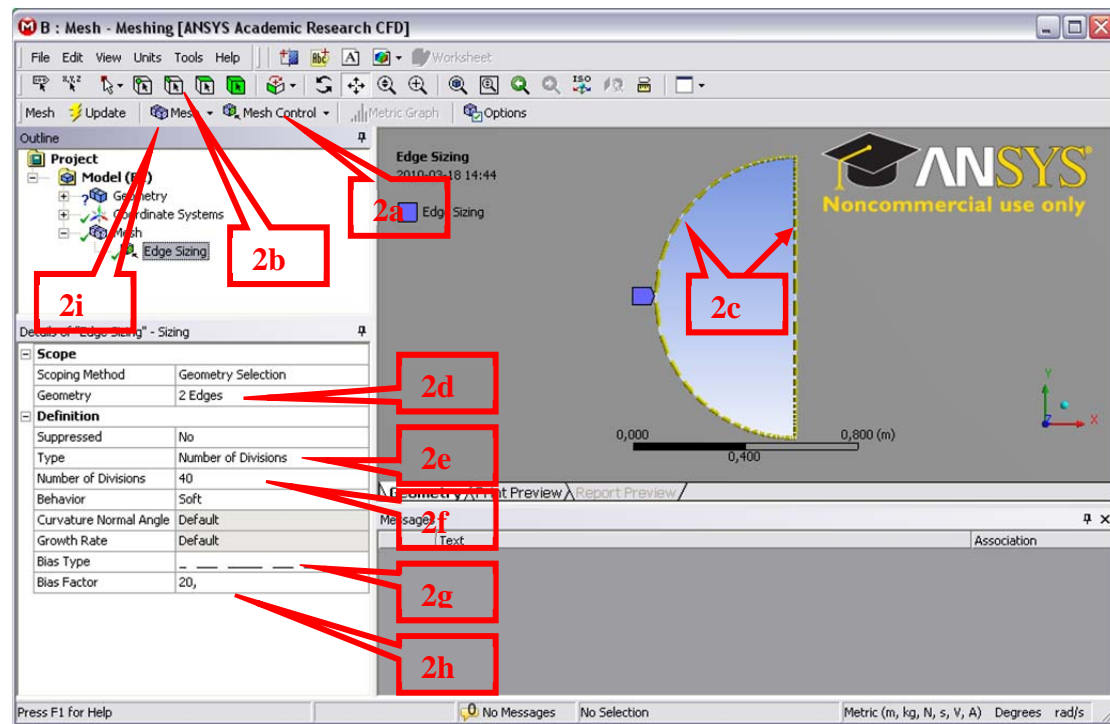 B : Mesh - Meshing [ANSYS Academic Research CFD]
File Edit View Units Tools Help Worksheet
Mesh Update Mesh Mesh Control Metric Graph Options
Outline
Project
Model
Geometry
Coordinate Systems
Mesh
Edge Sizing
2i
2b
2a
Edge Sizing
2010-03-18 14:44
Edge Sizing
ANSYS
Noncommercial use only
2c
Y
X
Z
0,000
0,800 (m)
0,400
Details of "Edge Sizing" - Sizing
Scope
Scoping Method Geometry Selection
Geometry 2 Edges
Definition
Suppressed No
Type Number of Divisions
Number of Divisions 40
Behavior Soft
Curvature Normal Angle Default
Growth Rate Default
Bias Type _ __ ____ __ _
Bias Factor 20,
2d
2e
2f
2g
2h
Geometry Print Preview Report Preview
Messages
Text Association
Press F1 for Help
No Messages No Selection Metric (m, kg, N, s, V, A) Degrees rad/s